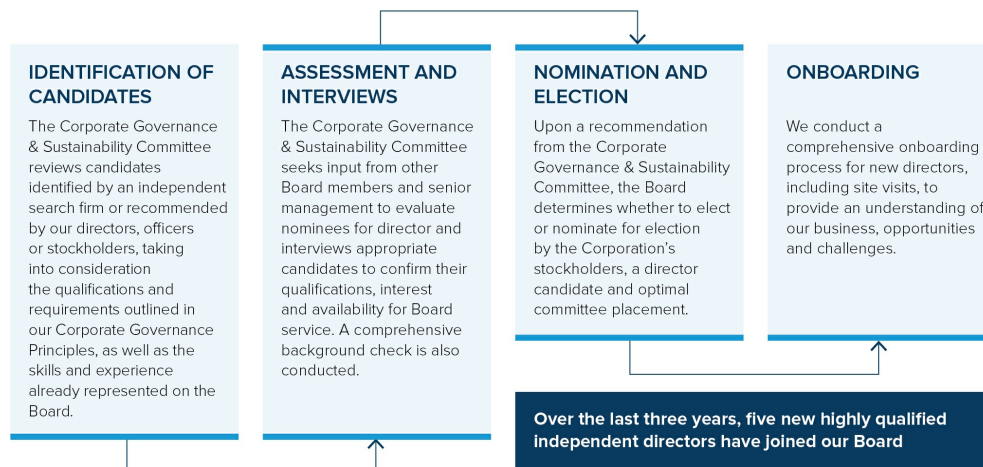 IDENTIFICATION OF
CANDIDATES
The Corporate Governance
& Sustainability Committee
reviews candidates
identified by an independent
search firm or recommended
by our directors, officers
or stockholders, taking
into consideration
the qualifications and
requirements outlined in
our Corporate Governance
Principles, as well as the
skills and experience
already represented on the
Board.
ASSESSMENT AND
INTERVIEWS
The Corporate Governance
& Sustainability Committee
seeks input from other
Board members and senior
management to evaluate
nominees for director and
interviews appropriate
candidates to confirm their
qualifications, interest
and availability for Board
service. A comprehensive
background check is also
conducted.
NOMINATION AND
ELECTION
Upon a recommendation
from the Corporate
Governance & Sustainability
Committee, the Board
determines whether to elect
or nominate for election
by the Corporation's
stockholders, a director
candidate and optimal
committee placement.
ONBOARDING
We conduct a
comprehensive onboarding
process for new directors,
including site visits, to
provide an understanding of
our business, opportunities
and challenges.
Over the last three years, five new highly qualified
independent directors have joined our Board